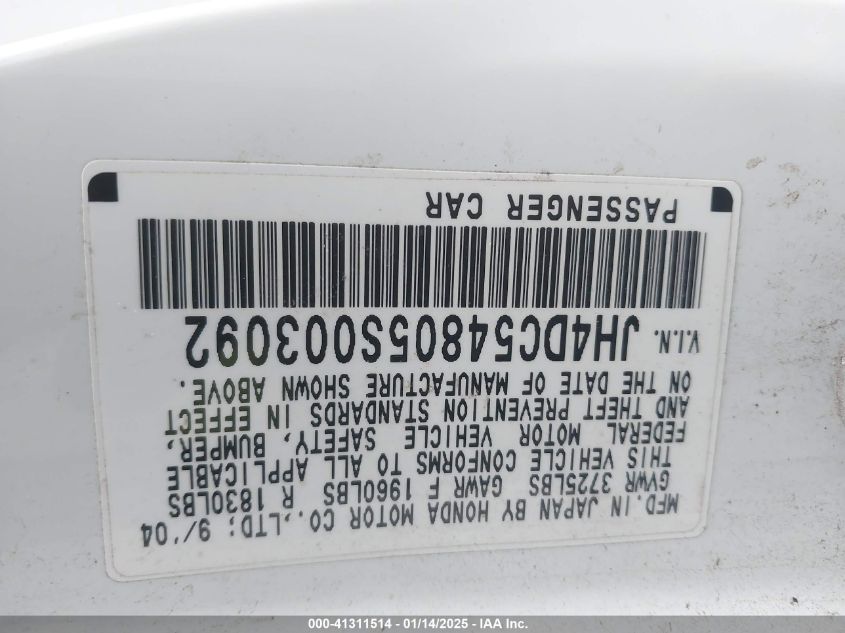 MFD.IN JAPAN BY HONDA MOTOR CO.,LTD: 9/'04
GVWR 3725LBS GAWR F 1960LBS R 1830LBS
THIS VEHICLE CONFORMS TO ALL APPLICABLE
FEDERAL MOTOR VEHICLE SAFETY, BUMPER,
AND THEFT PREVENTION STANDARDS IN EFFECT
ON THE DATE OF MANUFACTURE SHOWN ABOVE.
V.I.N. JH4DC54805S003092
PASSENGER CAR
000-41311514 - 01/14/2025 - IAA Inc.